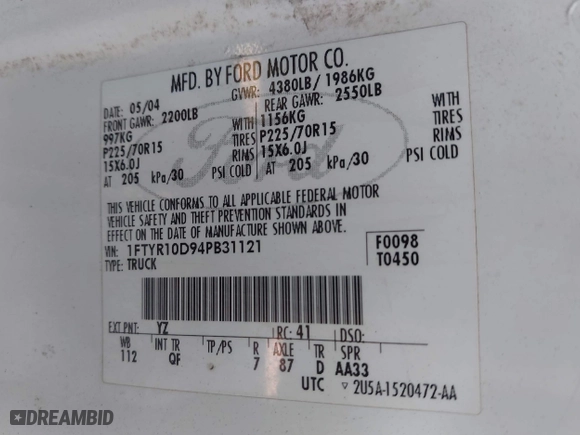 MFD. BY FORD MOTOR CO.
DATE: 05/04 GVWR: 4380LB/ 1986KG
FRONT GAWR: 2200LB REAR GAWR: 2550LB
997KG WITH 1156KG WITH
P225/70R15 TIRES P225/70R15 TIRES
15X6.0J RIMS 15X6.0J RIMS
AT 205 kPa/30 PSI COLD AT 205 kPa/30 PSI COLD
Ford
THIS VEHICLE CONFORMS TO ALL APPLICABLE FEDERAL MOTOR
VEHICLE SAFETY AND THEFT PREVENTION STANDARDS IN
EFFECT ON THE DATE OF MANUFACTURE SHOWN ABOVE.
VIN: 1FTYR10D94PB31121 F0098
TYPE: TRUCK T0450
EXT PNT: YZ RC: 41 DSO:
WB INT TR TP/PS R AXLE TR SPR
112 QF 7 87 D AA33
UTC ▽ 2U5A-1520472-AA
DREAMBID